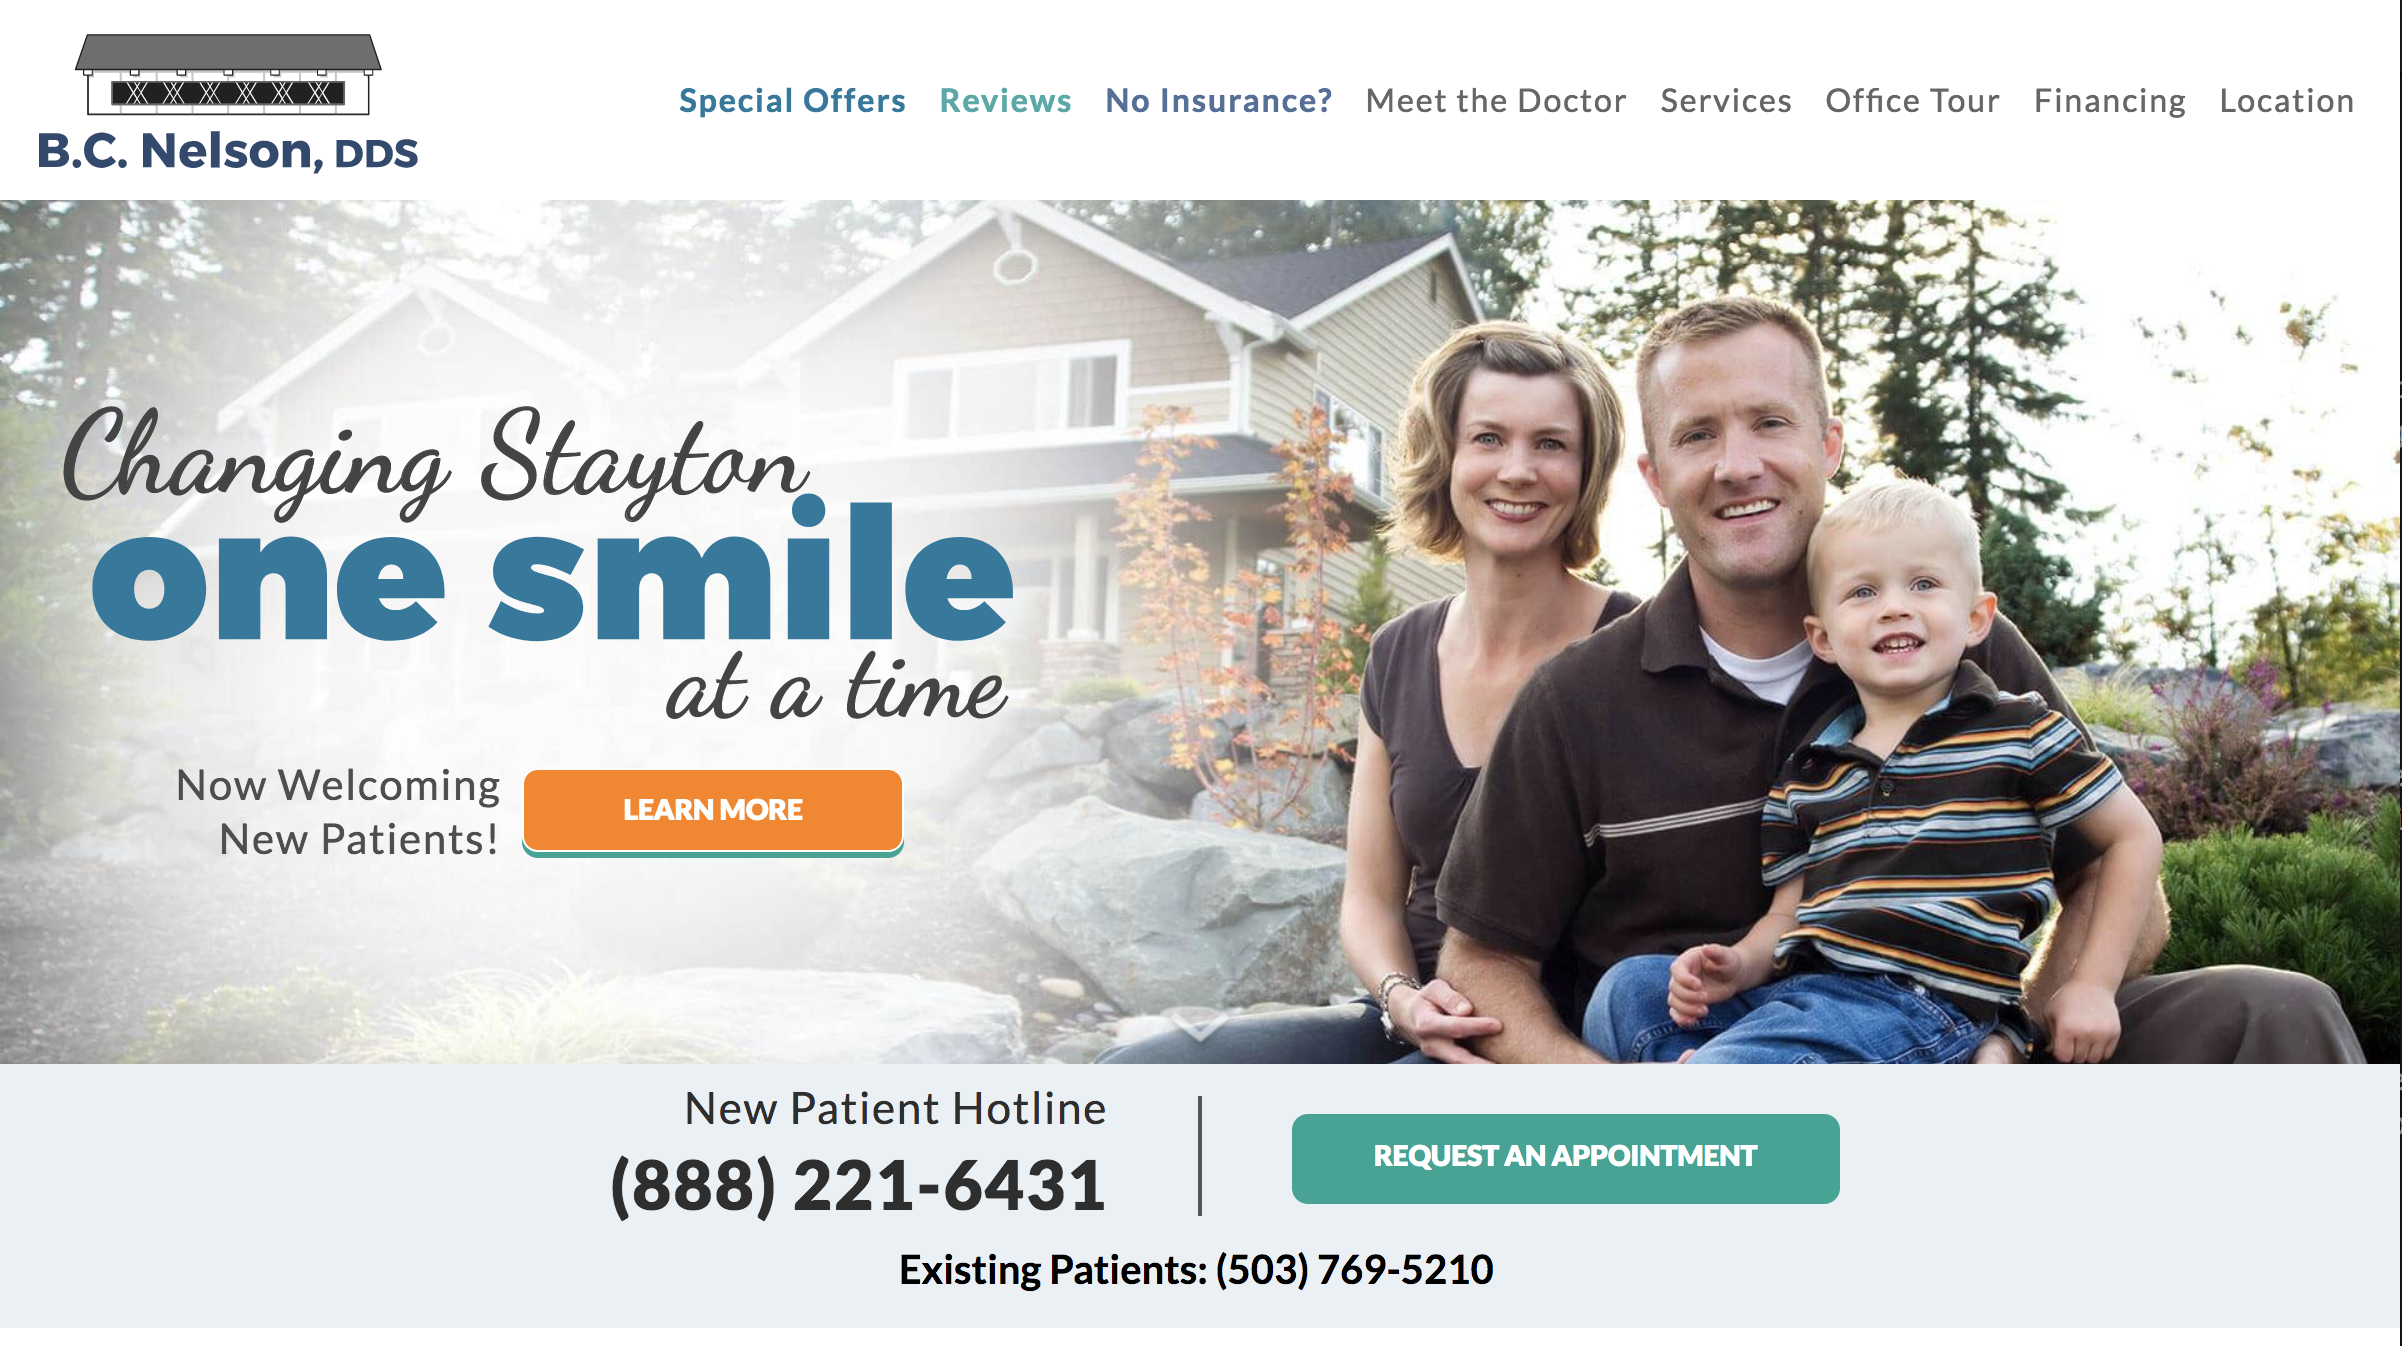 B.C. Nelson, DDS
Special Offers Reviews No Insurance? Meet the Doctor Services Office Tour Financing Location
Changing Stayton
one smile
at a time
Now Welcoming
New Patients!
LEARN MORE
New Patient Hotline
(888) 221-6431
REQUEST AN APPOINTMENT
Existing Patients: (503) 769-5210